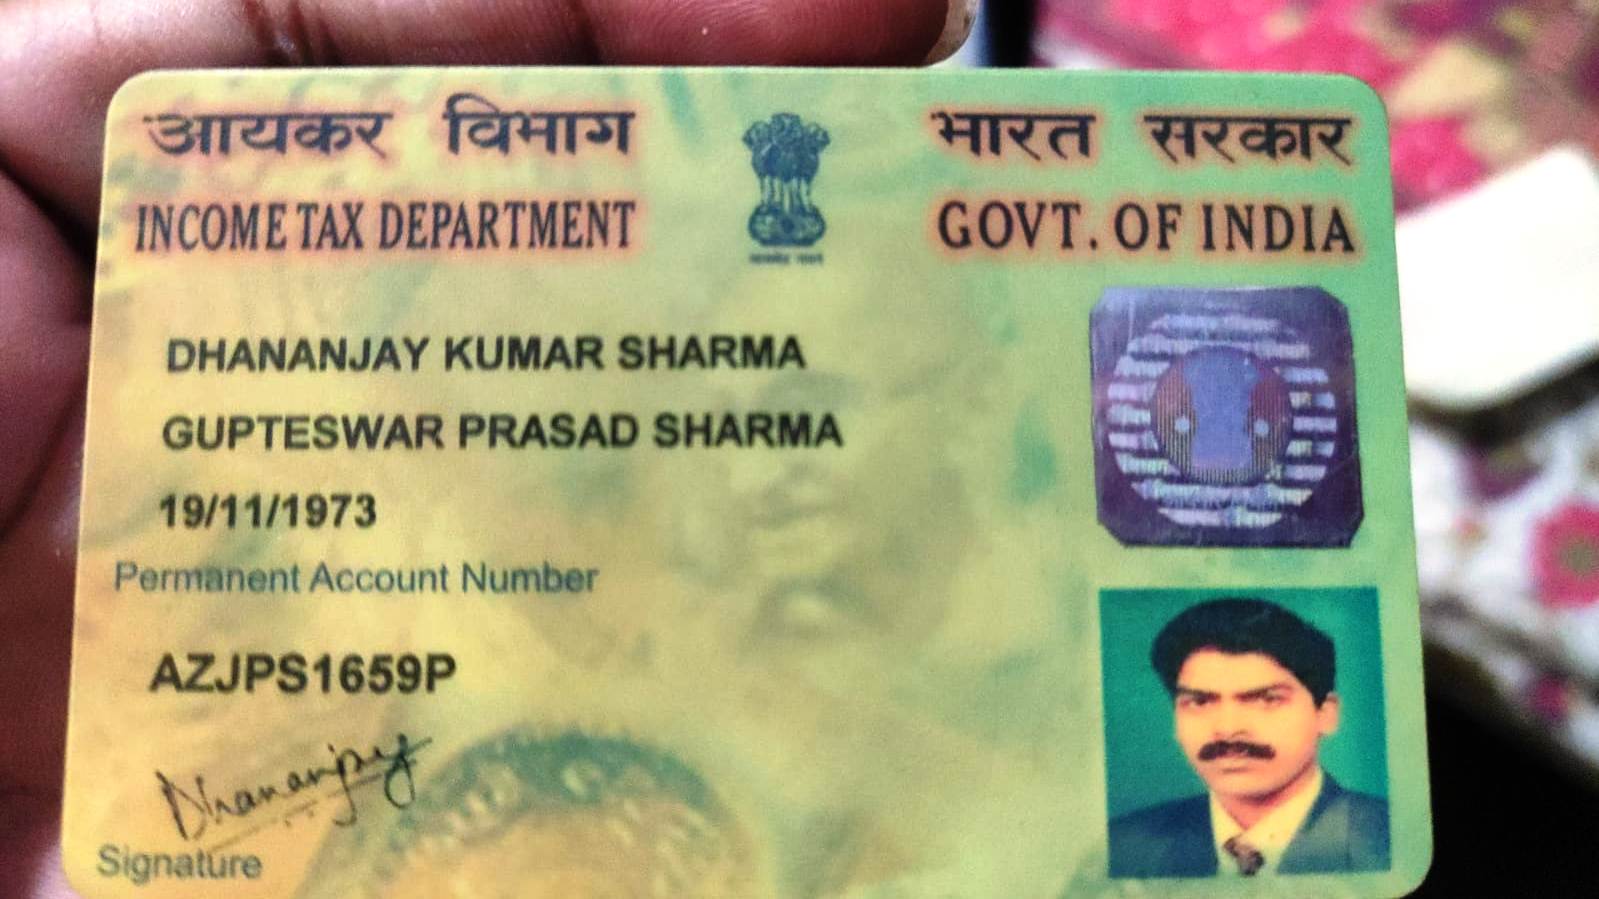 आयकर विभाग
INCOME TAX DEPARTMENT
भारत सरकार
GOVT. OF INDIA
DHANANJAY KUMAR SHARMA
GUPTESWAR PRASAD SHARMA
19/11/1973
Permanent Account Number
AZJPS1659P
Dhananjay
Signature